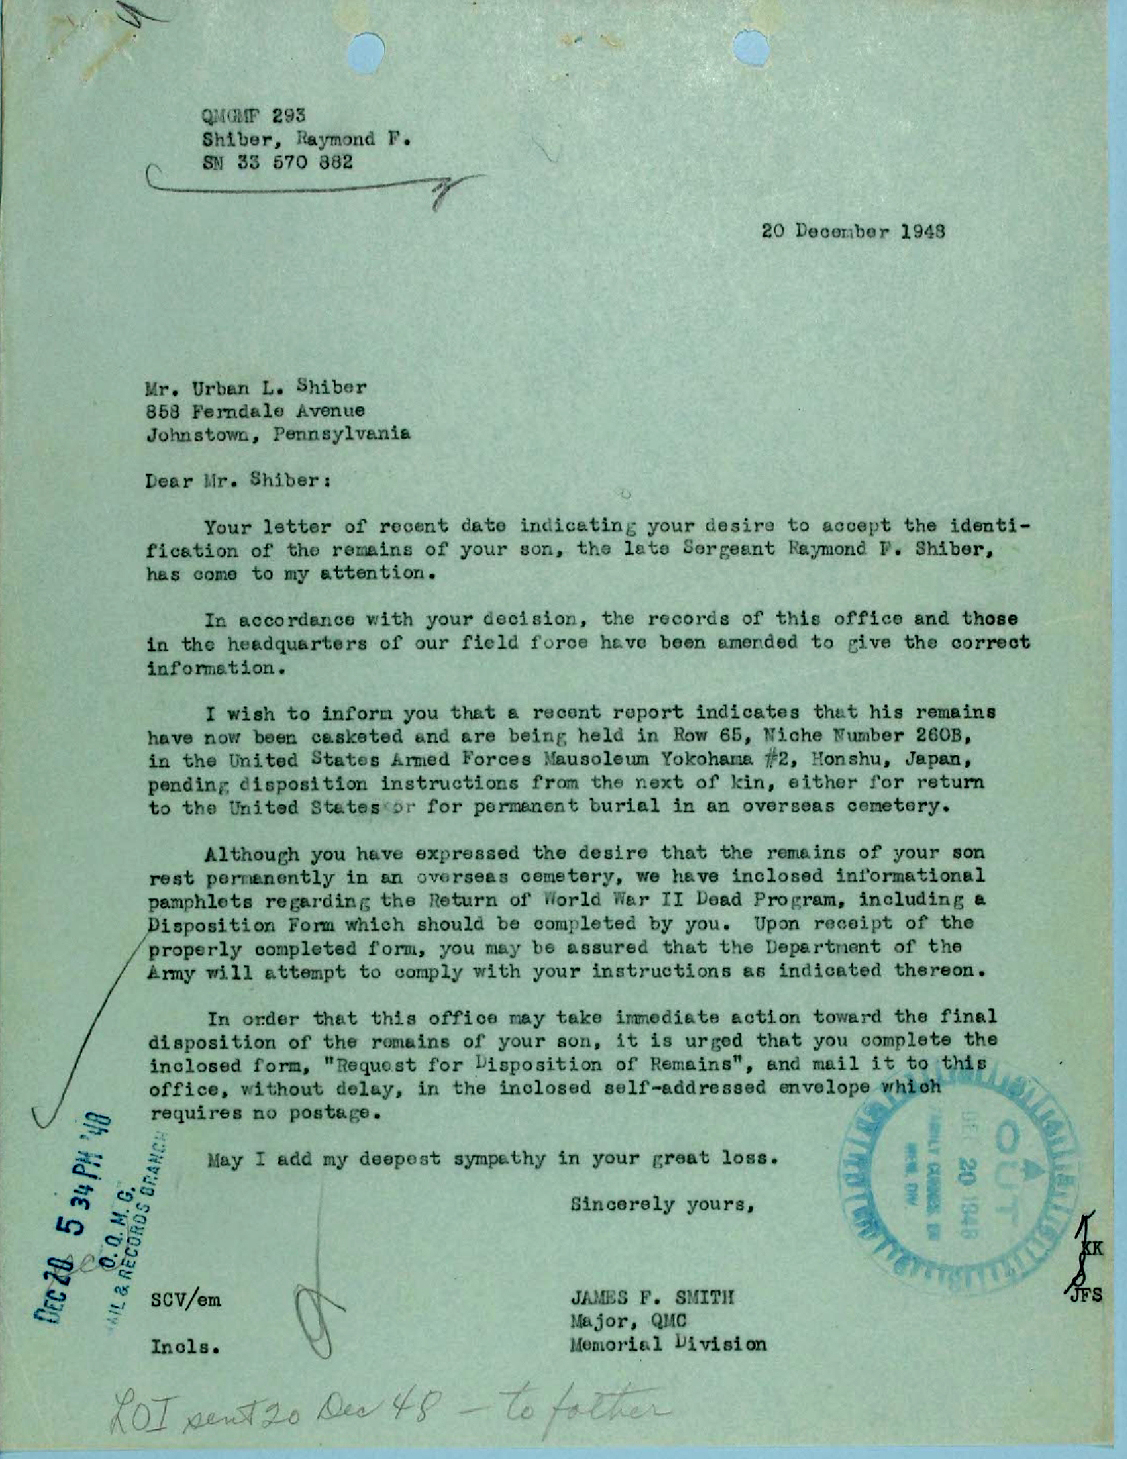 QMGMF 293
Shiber, Raymond F.
SN 33 570 882
20 December 1948
Mr. Urban L. Shiber
858 Ferndale Avenue
Johnstown, Pennsylvania
Dear Mr. Shiber:
Your letter of recent date indicating your desire to accept the identi-
fication of the remains of your son, the late Sergeant Raymond F. Shiber,
has come to my attention.
In accordance with your decision, the records of this office and those
in the headquarters of our field force have been amended to give the correct
information.
I wish to inform you that a recent report indicates that his remains
have now been casketed and are being held in Row 65, Niche Number 260B,
in the United States Armed Forces Mausoleum Yokohama #2, Honshu, Japan,
pending disposition instructions from the next of kin, either for return
to the United States or for permanent burial in an overseas cemetery.
Although you have expressed the desire that the remains of your son
rest permanently in an overseas cemetery, we have inclosed informational
pamphlets regarding the Return of World War II Dead Program, including a
Disposition Form which should be completed by you. Upon receipt of the
properly completed form, you may be assured that the Department of the
Army will attempt to comply with your instructions as indicated thereon.
In order that this office may take immediate action toward the final
disposition of the remains of your son, it is urged that you complete the
inclosed form, "Request for Disposition of Remains", and mail it to this
office, without delay, in the inclosed self-addressed envelope which
requires no postage.
May I add my deepest sympathy in your great loss.
Sincerely yours,
DEC 20 5 34 PM '48
O. Q. M. G.
MAIL & RECORDS BRANCH
OUT
DEC 20 1948
SCV/em
Incls.
JAMES F. SMITH
Major, QMC
Memorial Division
KK
JFS
LOI sent 20 Dec 48 - to father